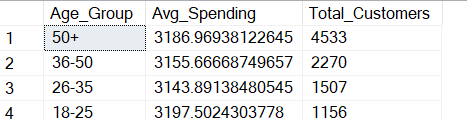 Age_Group Avg_Spending Total_Customers
1 50+ 3186.96938122645 4533
2 36-50 3155.66668749657 2270
3 26-35 3143.89138480545 1507
4 18-25 3197.5024303778 1156